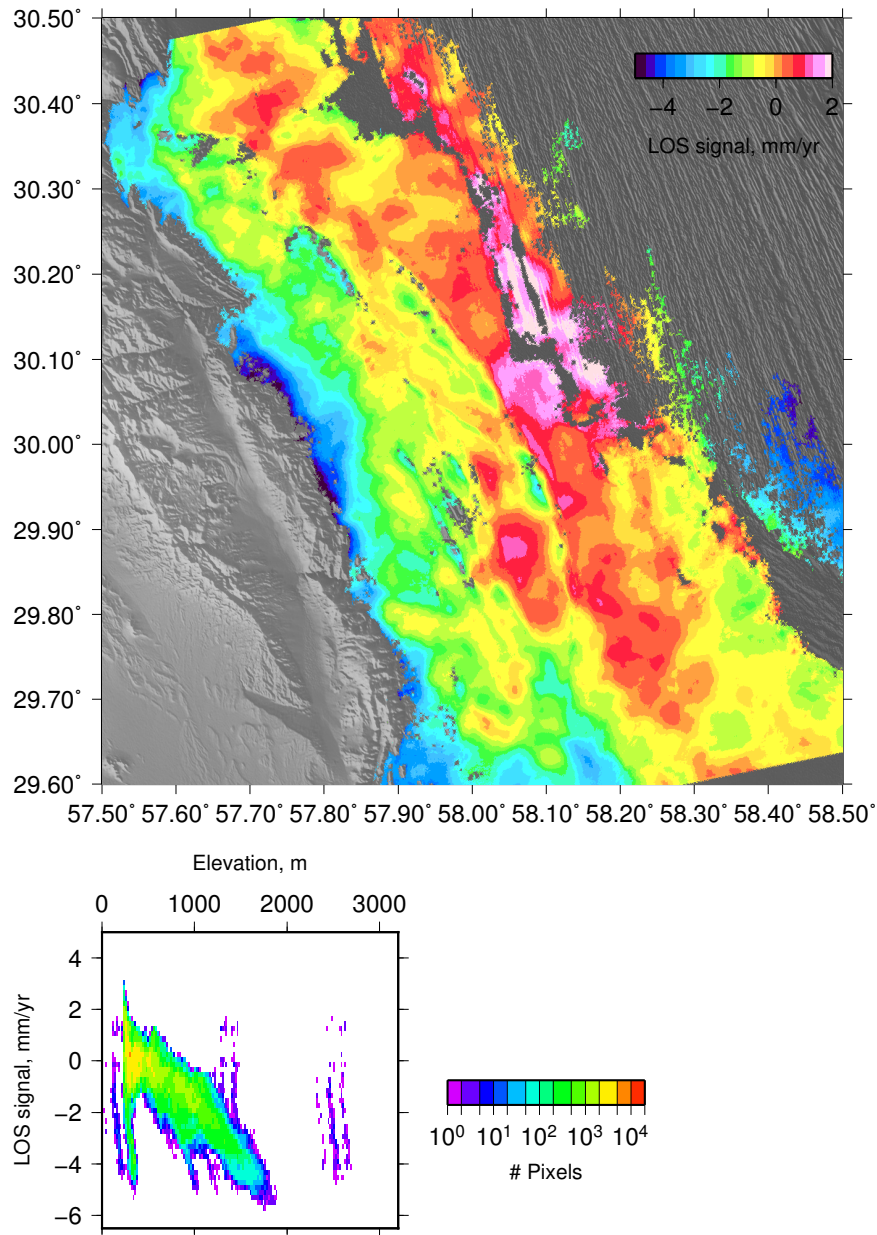 30.50˚
30.40˚
30.30˚
30.20˚
30.10˚
30.00˚
29.90˚
29.80˚
29.70˚
29.60˚
−4 −2 0 2
LOS signal, mm/yr
57.50˚ 57.60˚ 57.70˚ 57.80˚ 57.90˚ 58.00˚ 58.10˚ 58.20˚ 58.30˚ 58.40˚ 58.50˚
Elevation, m
0 1000 2000 3000
4
2
0
−2
−4
−6
LOS signal, mm/yr
10⁰ 10¹ 10² 10³ 10⁴
# Pixels